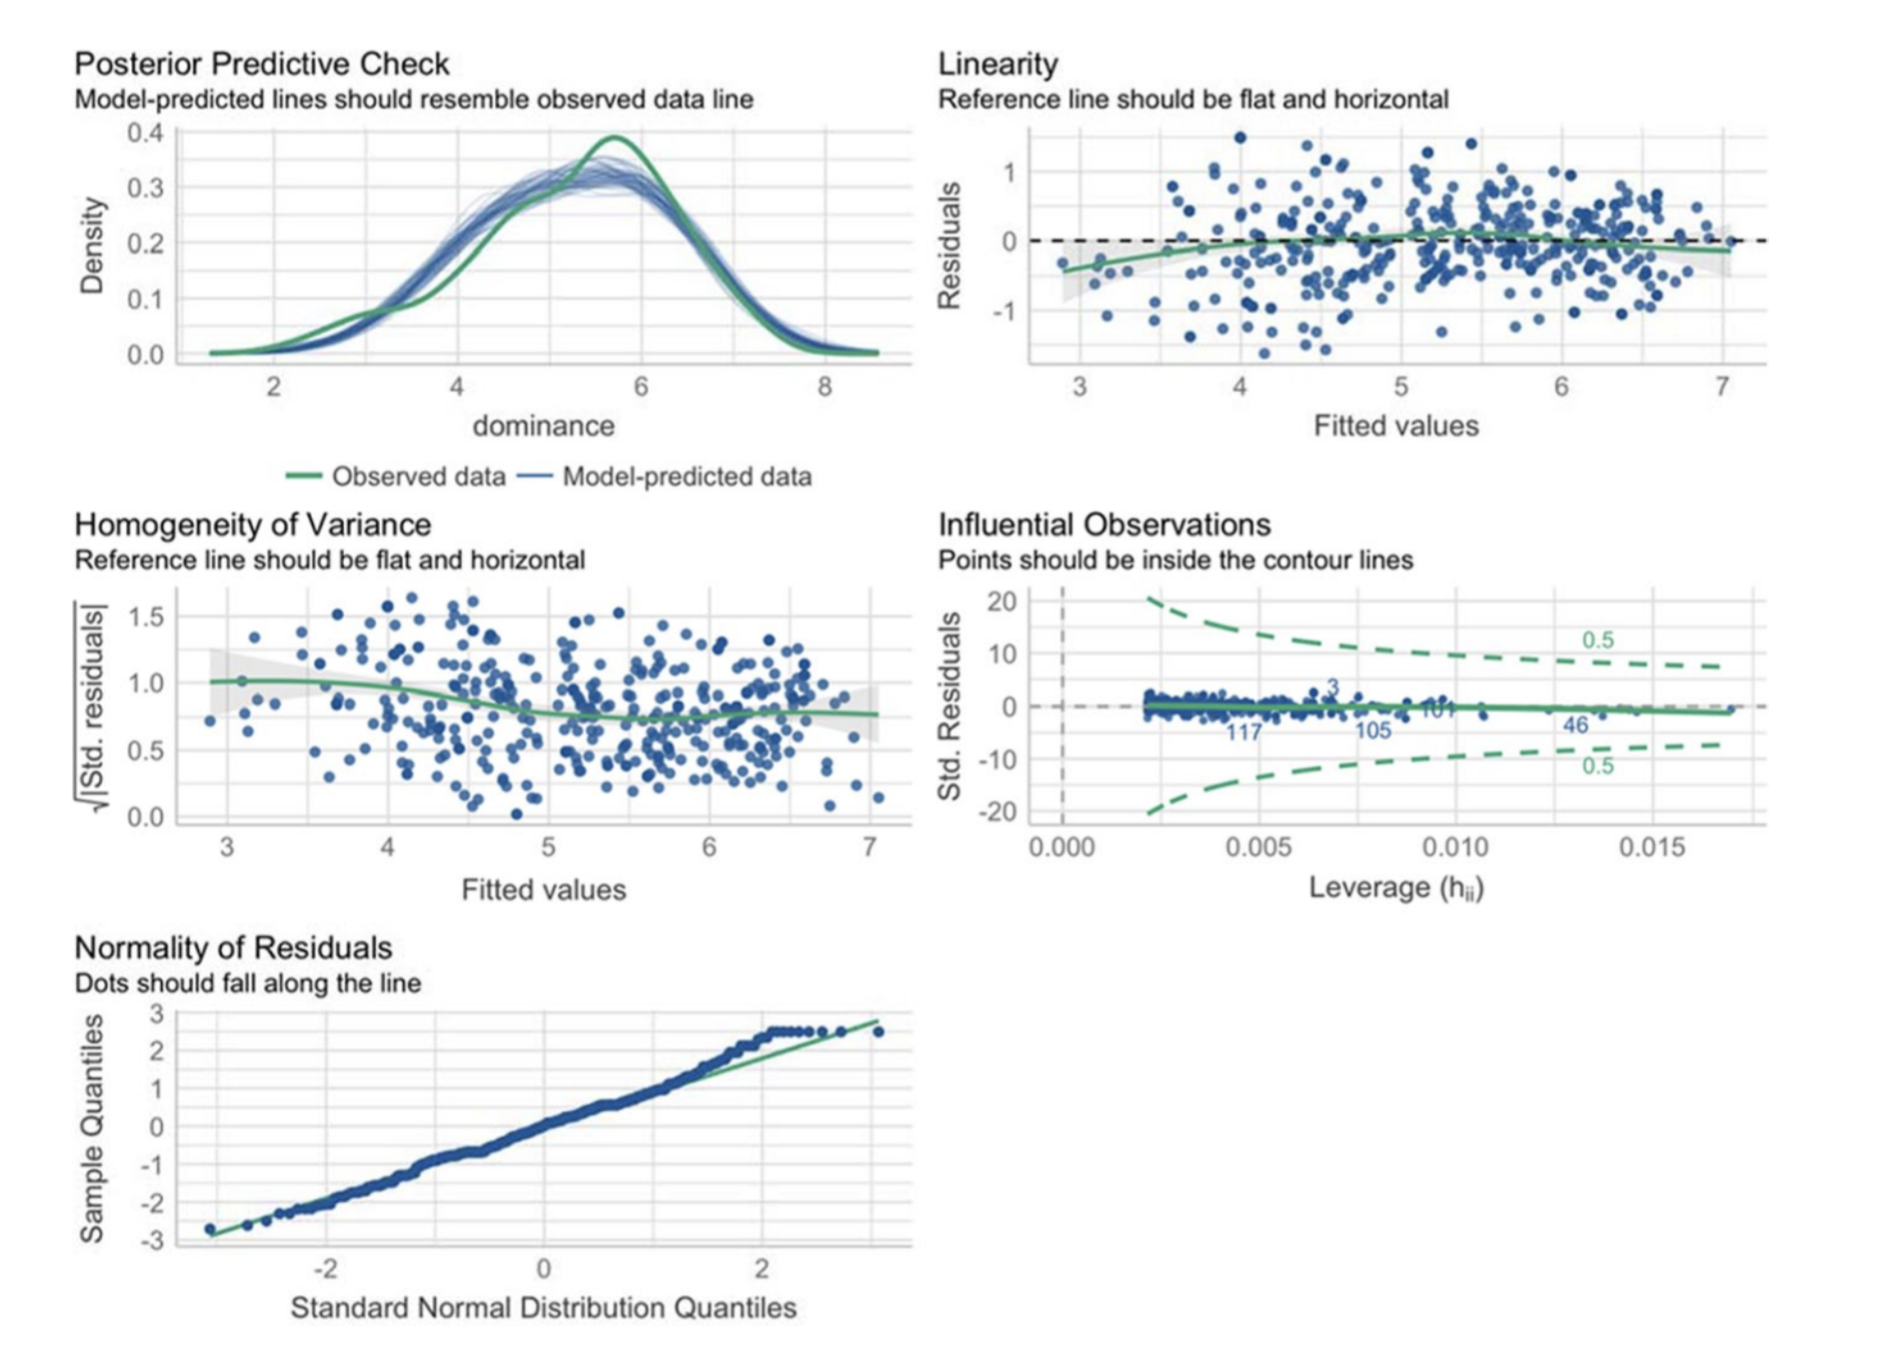 Posterior Predictive Check
Model-predicted lines should resemble observed data line
0.4
0.3
0.2
0.1
0.0
Density
2 4 6 8
dominance
Observed data Model-predicted data
Linearity
Reference line should be flat and horizontal
1
0
-1
Residuals
3 4 5 6 7
Fitted values
Homogeneity of Variance
Reference line should be flat and horizontal
1.5
1.0
0.5
0.0
√|Std. residuals|
3 4 5 6 7
Fitted values
Influential Observations
Points should be inside the contour lines
20
10
0
-10
-20
Std. Residuals
0.5
3
101
117 105 46
0.5
0.000 0.005 0.010 0.015
Leverage (hᵢᵢ)
Normality of Residuals
Dots should fall along the line
3
2
1
0
-1
-2
-3
Sample Quantiles
-2 0 2
Standard Normal Distribution Quantiles